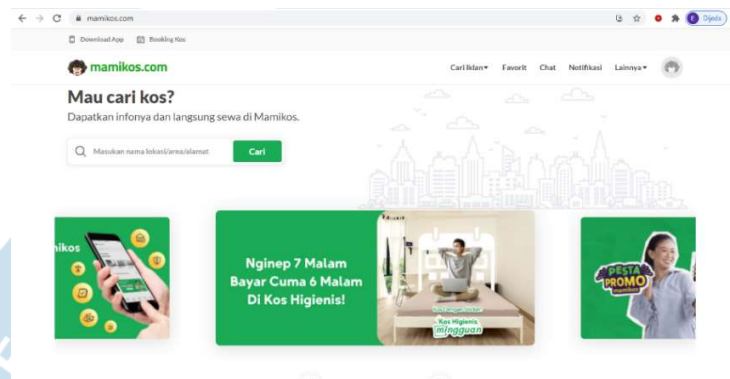 mamikos.com
Dijeda
Download App Booking Kos
mamikos.com
Cari Iklan Favorit Chat Notifikasi Lainnya
Mau cari kos?
Dapatkan infonya dan langsung sewa di Mamikos.
Masukan nama lokasi/area/alamat
Cari
Nginep 7 Malam
Bayar Cuma 6 Malam
Di Kos Higienis!
Kos Higienis
mingguan
PESTA
PROMO
mamikos